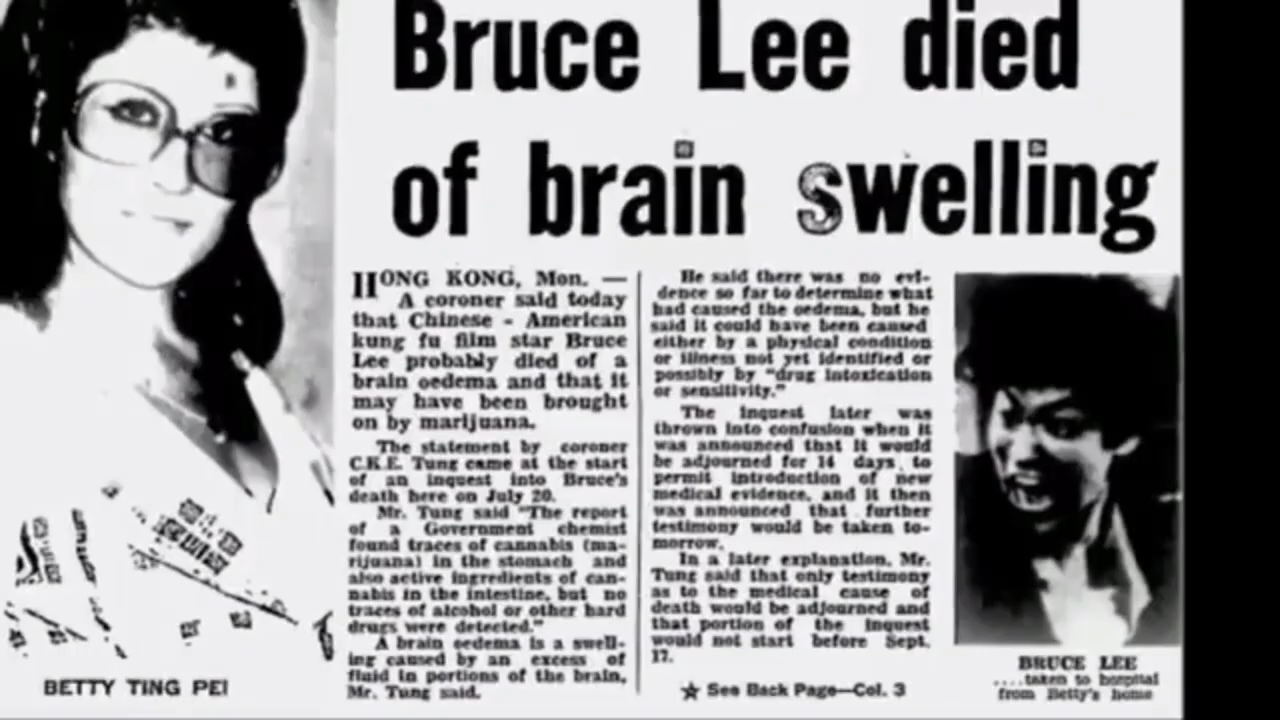 Bruce Lee died
of brain swelling
HONG KONG, Mon. —
A coroner said today
that Chinese - American
kung fu film star Bruce
Lee probably died of a
brain oedema and that it
may have been brought
on by marijuana.
The statement by coroner
C.K.E. Tung came at the start
of an inquest into Bruce's
death here on July 20.
Mr. Tung said "The report
of a Government chemist
found traces of cannabis (ma-
rijuana) in the stomach and
also active ingredients of can-
nabis in the intestine, but no
traces of alcohol or other hard
drugs were detected."
A brain oedema is a swell-
ing caused by an excess of
fluid in portions of the brain,
Mr. Tung said.
He said there was no evi-
dence so far to determine what
had caused the oedema, but he
said it could have been caused
either by a physical condition
or illness not yet identified or
possibly by "drug intoxication
or sensitivity."
The inquest later was
thrown into confusion when it
was announced that it would
be adjourned for 14 days to
permit introduction of new
medical evidence, and it then
was announced that further
testimony would be taken to-
morrow.
In a later explanation, Mr.
Tung said that only testimony
as to the medical cause of
death would be adjourned and
that portion of the inquest
would not start before Sept.
17.
☆ See Back Page—Col. 3
BETTY TING PEI
BRUCE LEE
....taken to hospital
from Betty's home